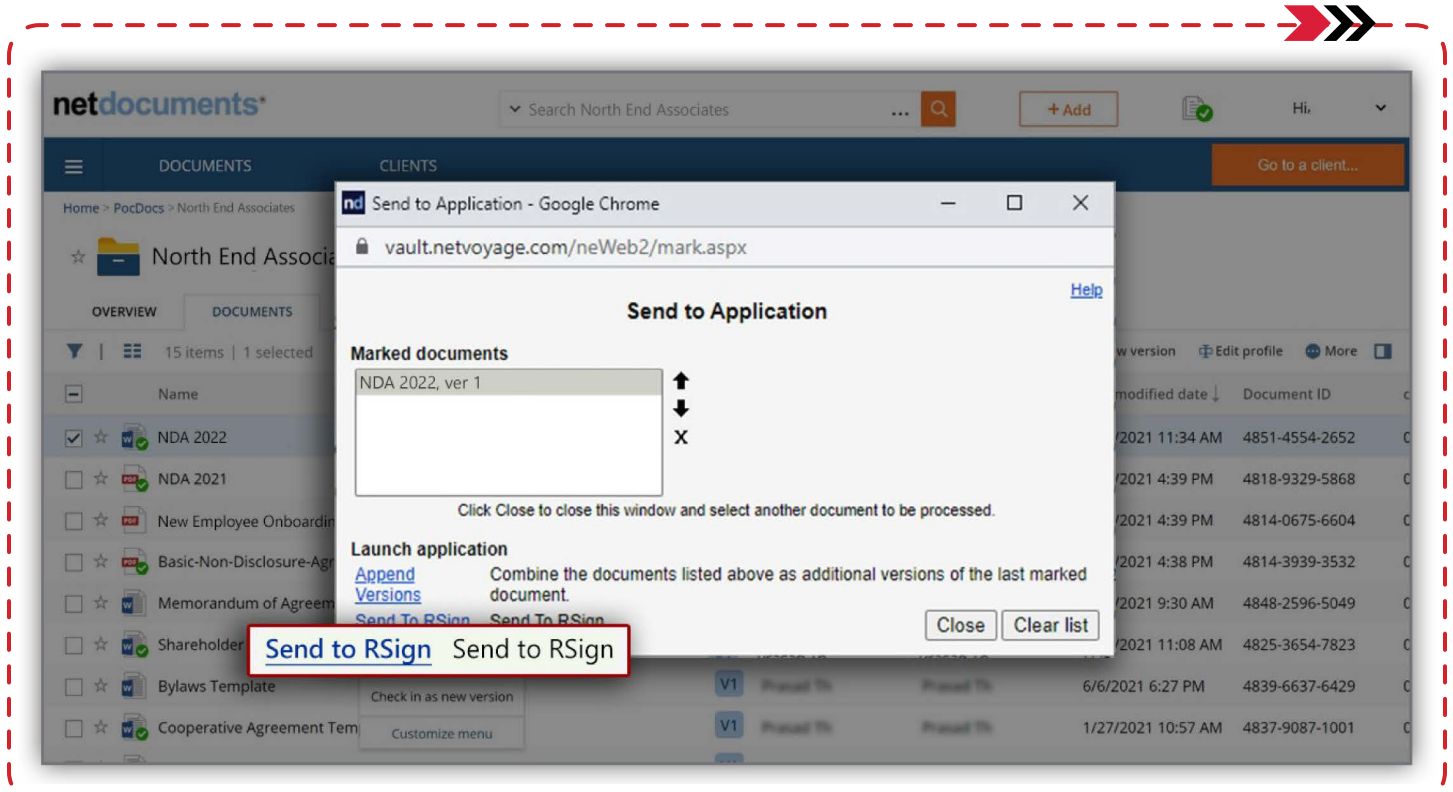 netdocuments
Search North End Associates
...
+ Add
Hi,
DOCUMENTS
CLIENTS
Go to a client...
Home > PocDocs > North End Associates
North End Associa
OVERVIEW
DOCUMENTS
15 items | 1 selected
w version
Edit profile
More
Name
modified date
Document ID
NDA 2022
/2021 11:34 AM
4851-4554-2652
NDA 2021
/2021 4:39 PM
4818-9329-5868
New Employee Onboardin
/2021 4:39 PM
4814-0675-6604
Basic-Non-Disclosure-Agr
/2021 4:38 PM
4814-3939-3532
Memorandum of Agreem
/2021 9:30 AM
4848-2596-5049
Shareholder
/2021 11:08 AM
4825-3654-7823
Bylaws Template
V1
6/6/2021 6:27 PM
4839-6637-6429
Cooperative Agreement Tem
V1
1/27/2021 10:57 AM
4837-9087-1001
Check in as new version
Customize menu
nd Send to Application - Google Chrome
vault.netvoyage.com/neWeb2/mark.aspx
Help
Send to Application
Marked documents
NDA 2022, ver 1
X
Click Close to close this window and select another document to be processed.
Launch application
Append Versions
Combine the documents listed above as additional versions of the last marked
document.
Send To RSign Send To RSign
Close
Clear list
Send to RSign Send to RSign